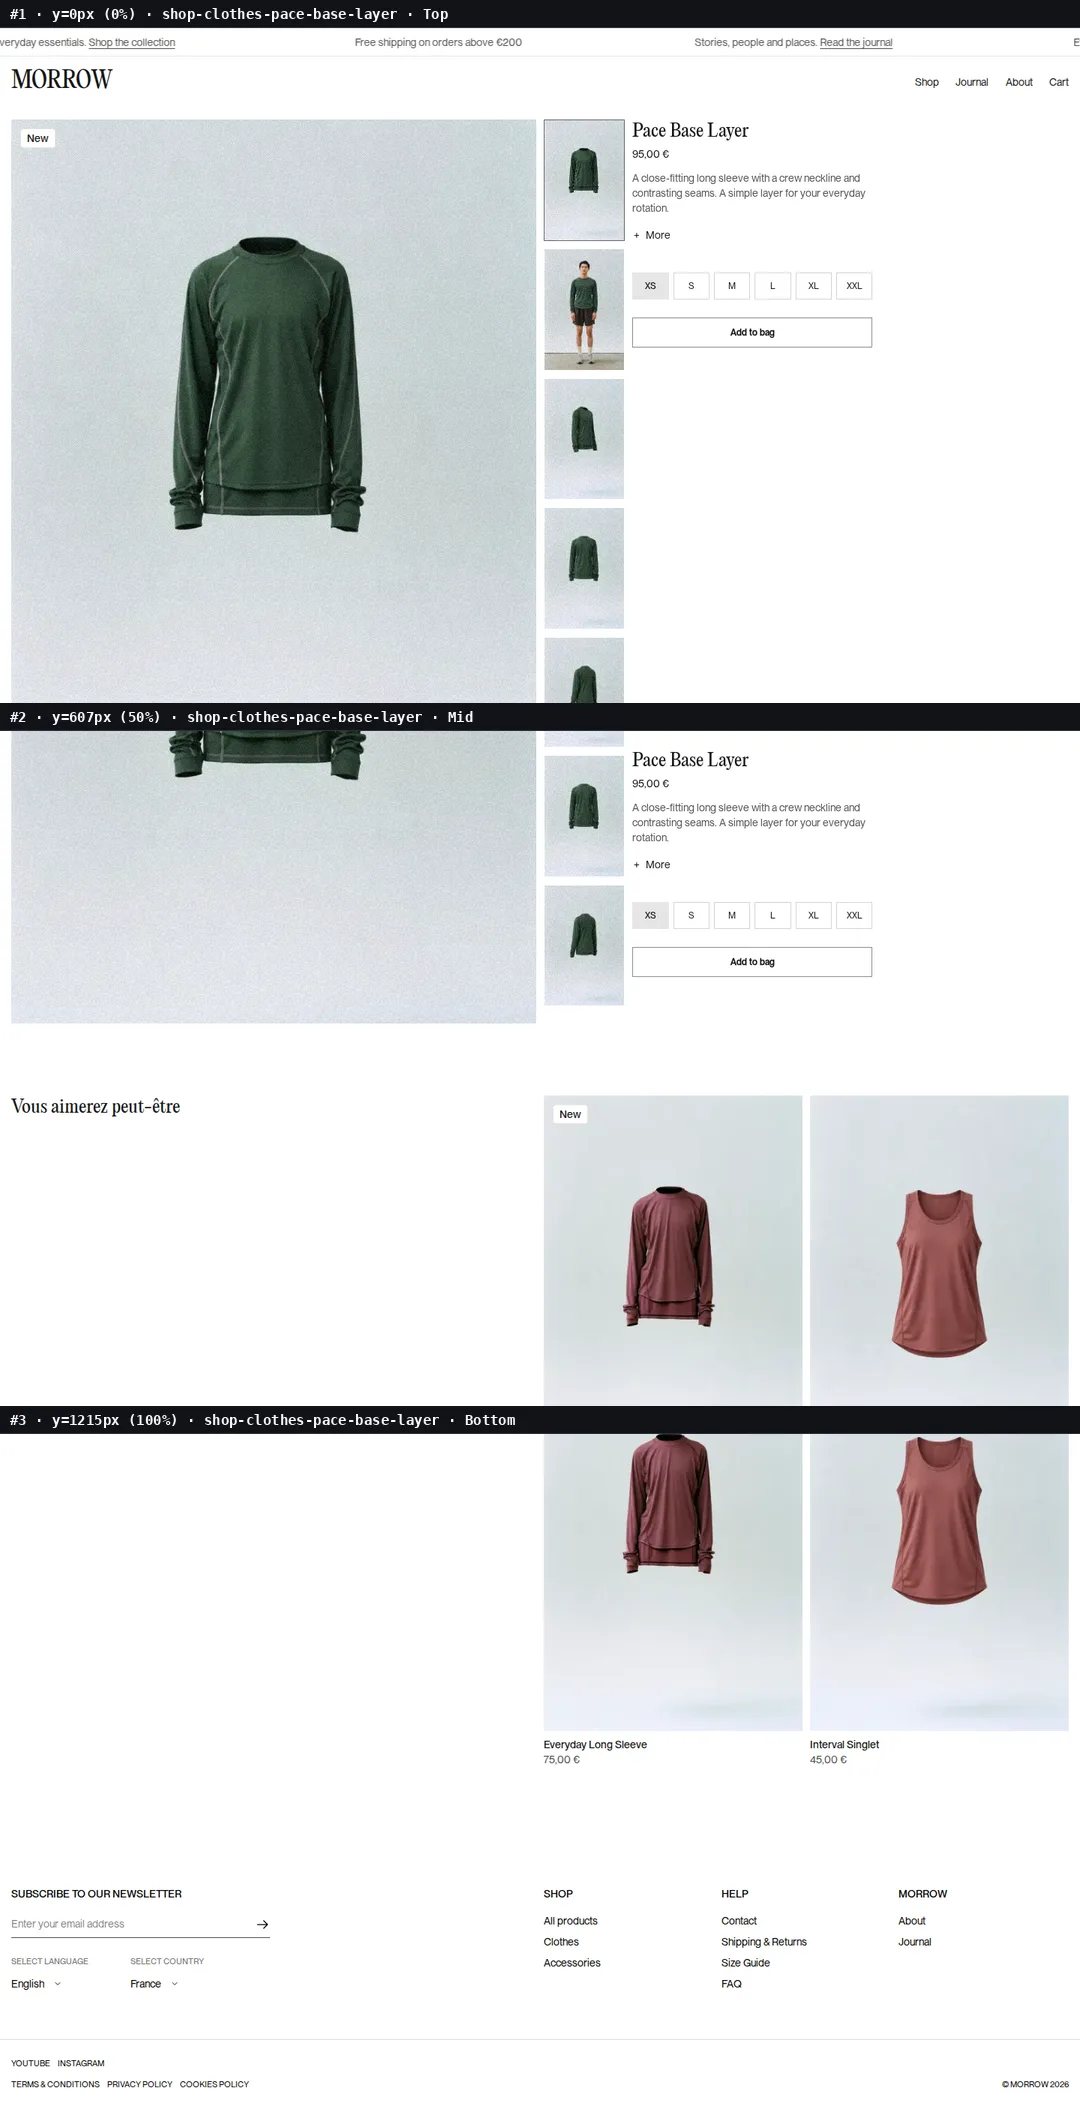 #1 · y=0px (0%) · shop-clothes-pace-base-layer · Top
veryday essentials. Shop the collection
Free shipping on orders above €200
Stories, people and places. Read the journal
E
MORROW
Shop
Journal
About
Cart
New
Pace Base Layer
95,00 €
A close-fitting long sleeve with a crew neckline and
contrasting seams. A simple layer for your everyday
rotation.
+ More
XS
S
M
L
XL
XXL
Add to bag
#2 · y=607px (50%) · shop-clothes-pace-base-layer · Mid
Pace Base Layer
95,00 €
A close-fitting long sleeve with a crew neckline and
contrasting seams. A simple layer for your everyday
rotation.
+ More
XS
S
M
L
XL
XXL
Add to bag
Vous aimerez peut-être
New
#3 · y=1215px (100%) · shop-clothes-pace-base-layer · Bottom
Everyday Long Sleeve
75,00 €
Interval Singlet
45,00 €
SUBSCRIBE TO OUR NEWSLETTER
Enter your email address
SELECT LANGUAGE
English
SELECT COUNTRY
France
SHOP
All products
Clothes
Accessories
HELP
Contact
Shipping & Returns
Size Guide
FAQ
MORROW
About
Journal
YOUTUBE
INSTAGRAM
TERMS & CONDITIONS
PRIVACY POLICY
COOKIES POLICY
© MORROW 2026